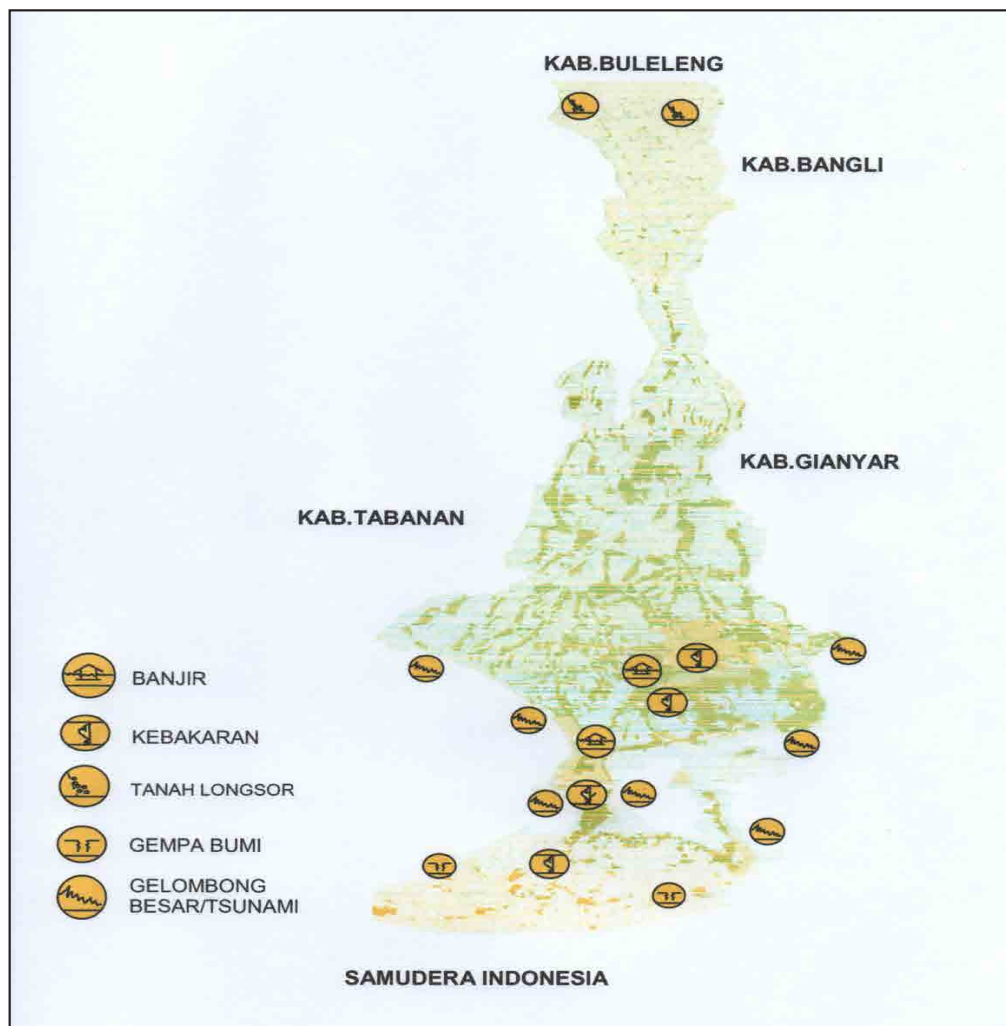 KAB.BULELENG
KAB.BANGLI
KAB.GIANYAR
KAB.TABANAN
BANJIR
KEBAKARAN
TANAH LONGSOR
GEMPA BUMI
GELOMBONG
BESAR/TSUNAMI
SAMUDERA INDONESIA